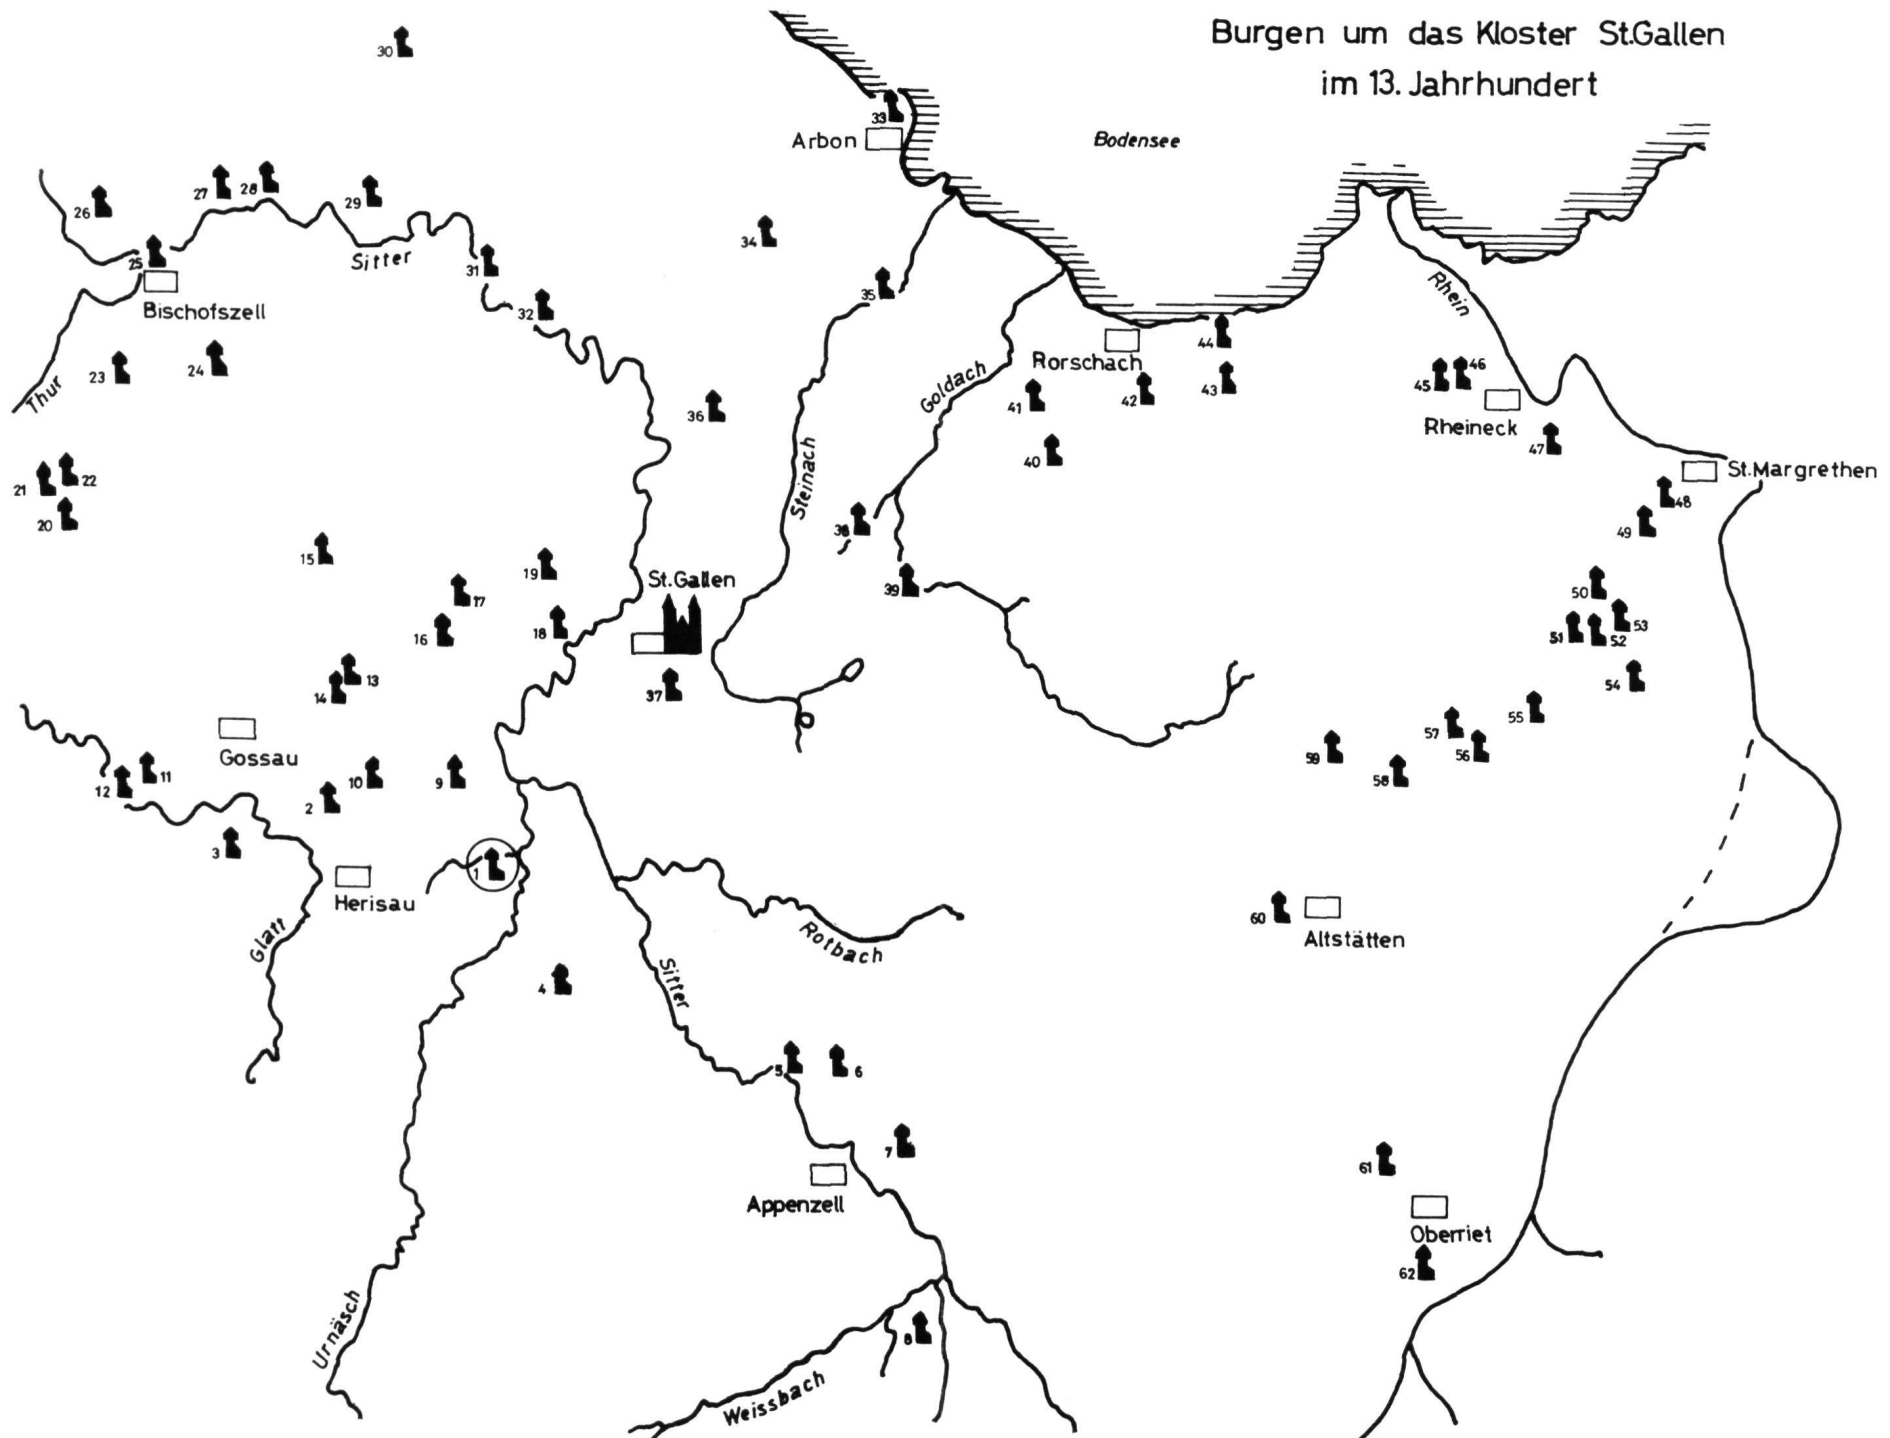 Burgen um das Kloster St.Gallen
im 13. Jahrhundert
30
33
Arbon
Bodensee
26
27
28
29
25
Sitter
31
34
Bischofszell
32
35
Rhein
23
24
Thur
36
Goldach
Rorschach
44
41
42
43
45
46
Rheineck
47
40
St.Margrethen
21
22
20
Steinach
38
48
49
15
19
St.Gallen
39
50
17
16
18
51
52
53
13
14
37
54
Gossau
55
57
56
12
11
10
9
2
59
58
3
1
Herisau
60
Altstätten
Glatt
Rotbach
4
Sitter
5
6
7
61
Appenzell
Oberriet
62
Urnäsch
8
Weissbach